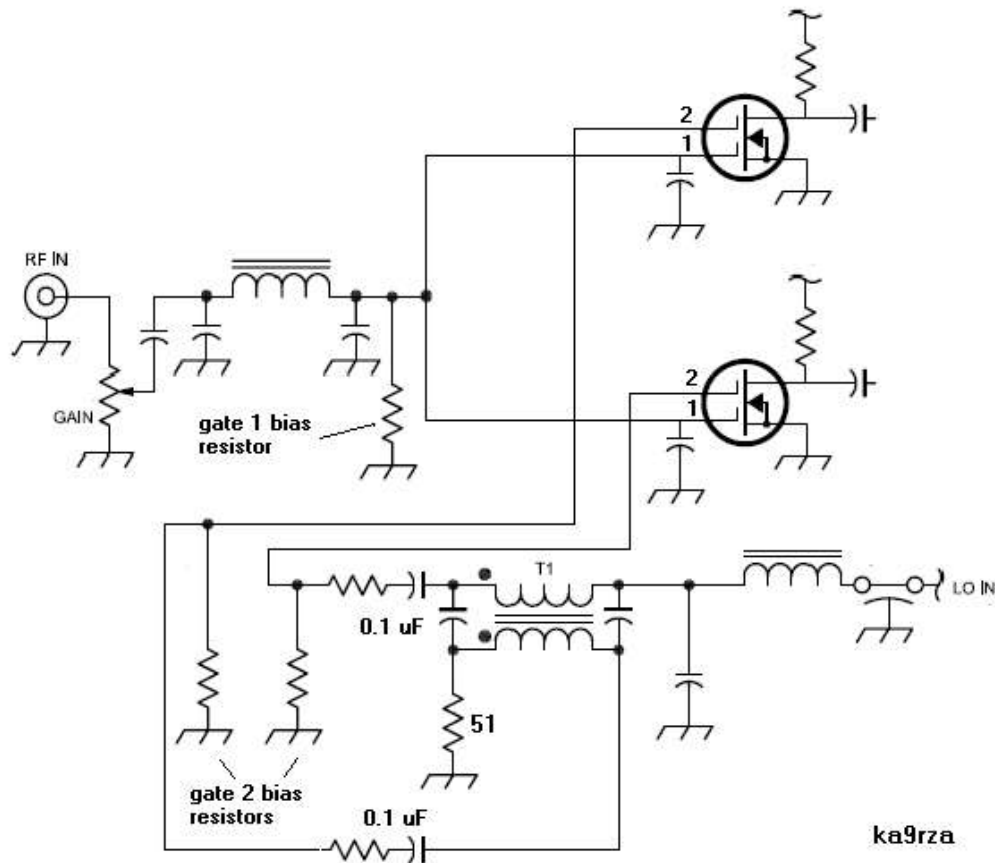 2
1
RF IN
GAIN
2
1
gate 1 bias
resistor
T1
LO IN
0.1 uF
51
gate 2 bias
resistors
0.1 uF
ka9rza